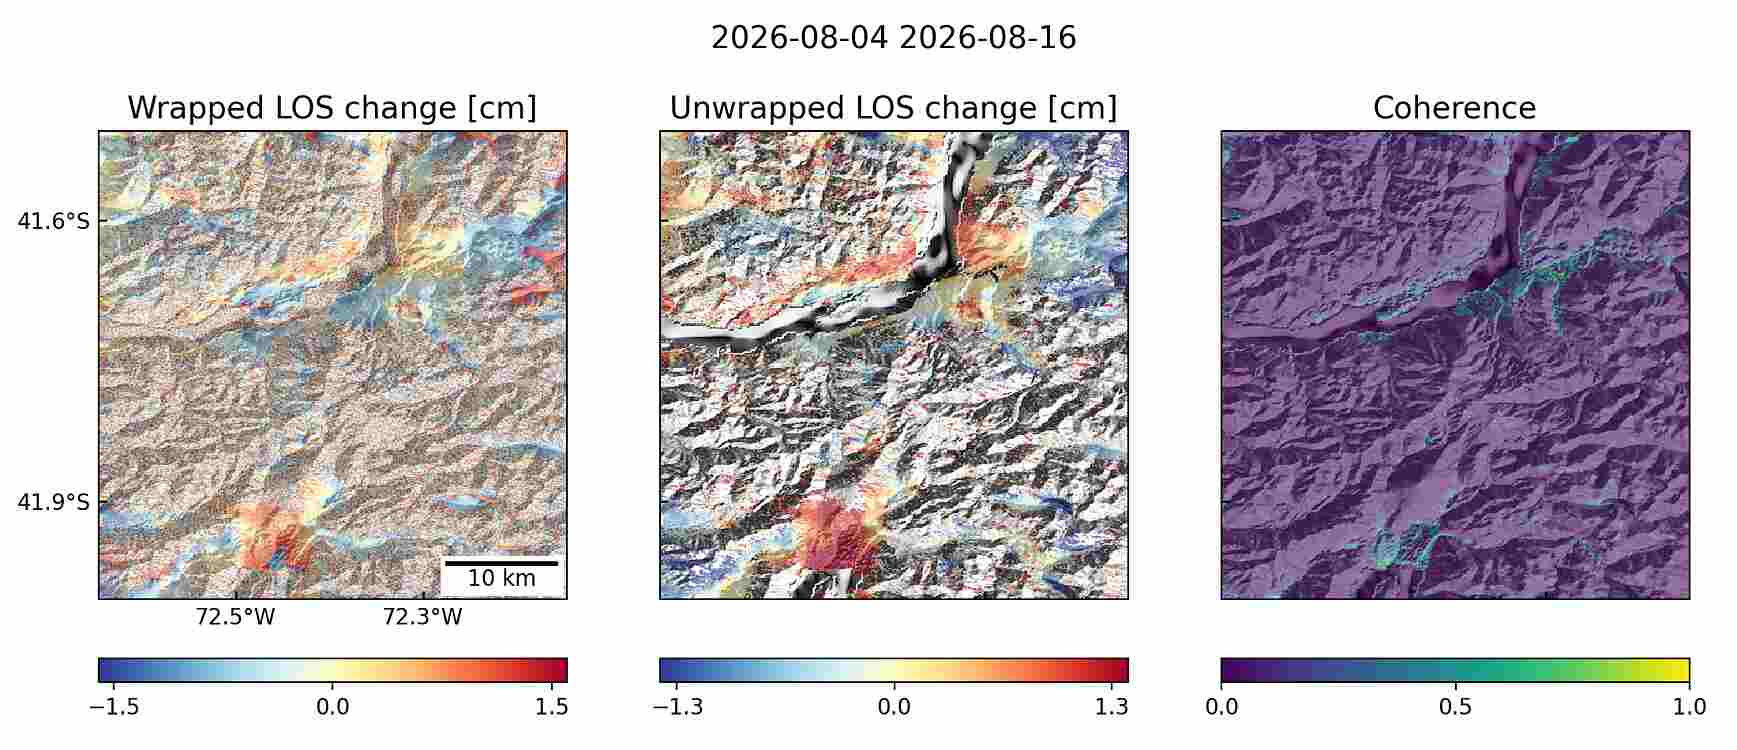 2026-08-04 2026-08-16
Wrapped LOS change [cm]
Unwrapped LOS change [cm]
Coherence
41.6°S
41.9°S
10 km
72.5°W
72.3°W
−1.5
0.0
1.5
−1.3
0.0
1.3
0.0
0.5
1.0